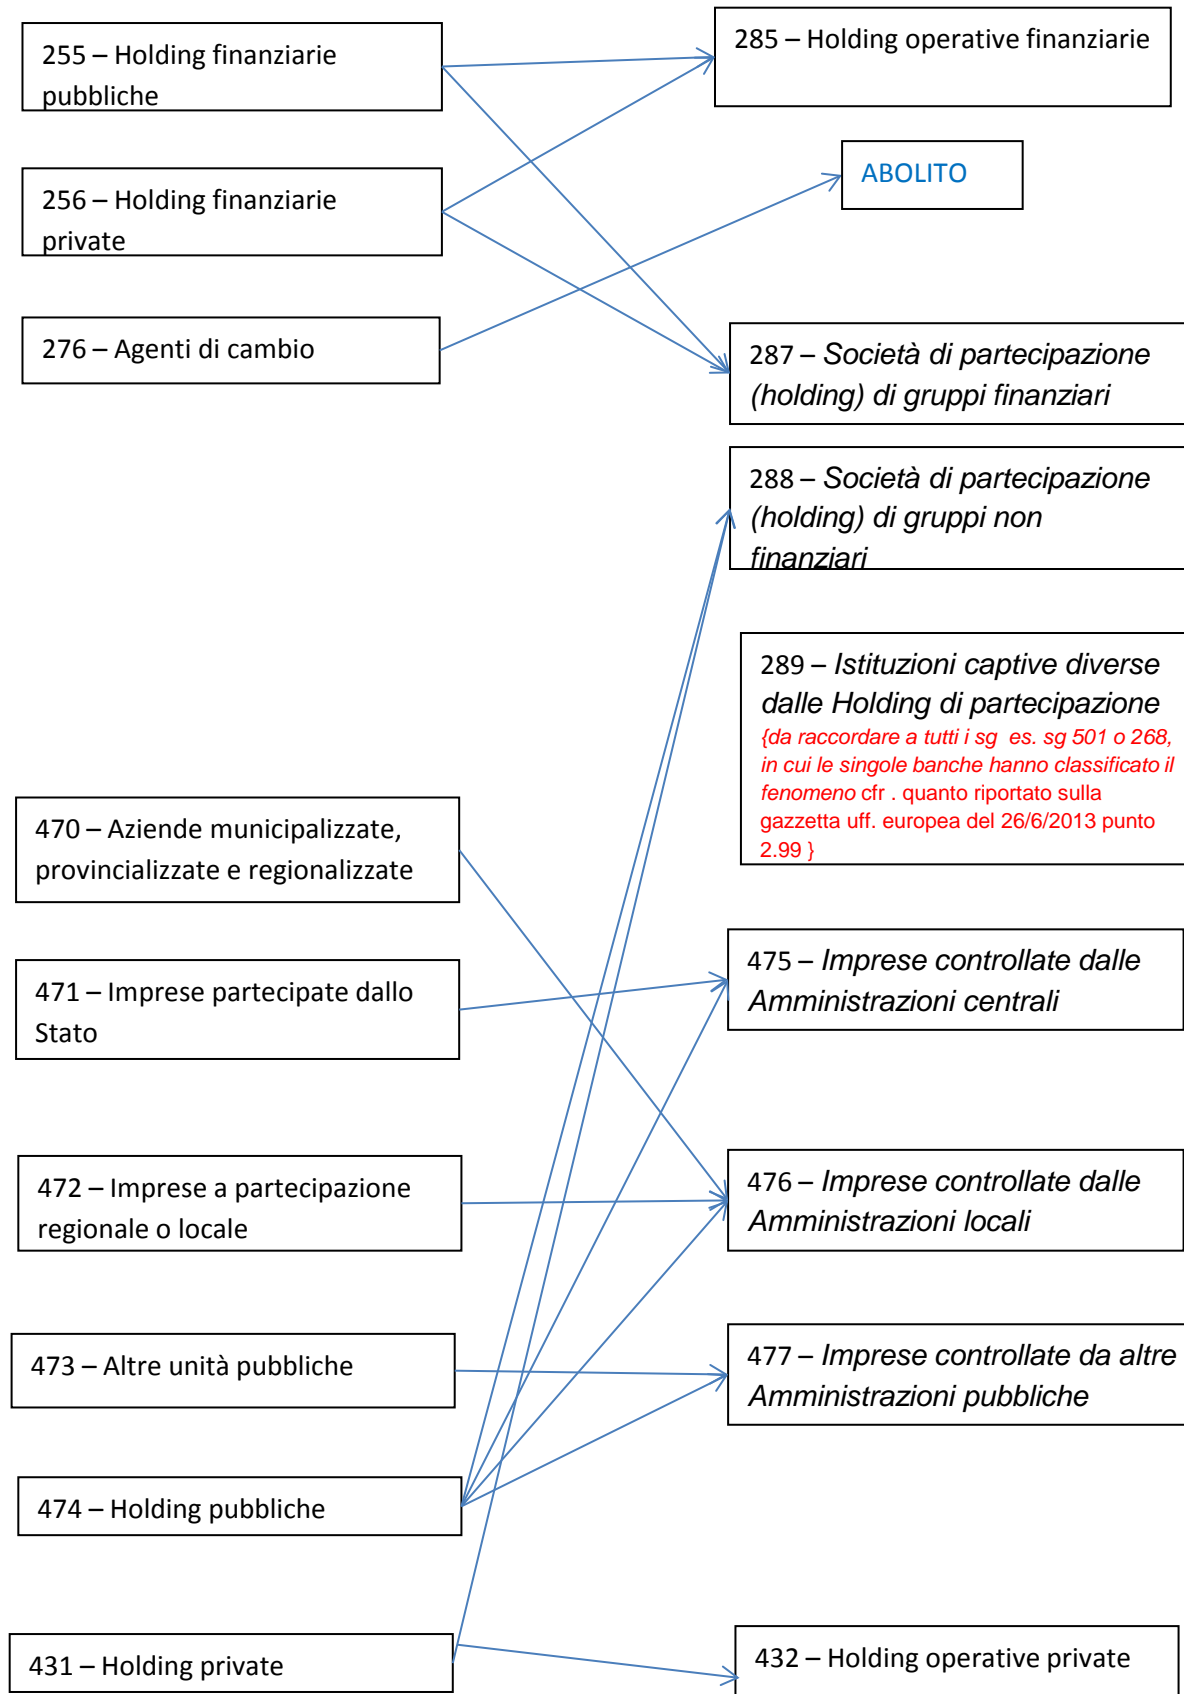 255 – Holding finanziarie
pubbliche
285 – Holding operative finanziarie
256 – Holding finanziarie
private
ABOLITO
276 – Agenti di cambio
287 – Società di partecipazione
(holding) di gruppi finanziari
288 – Società di partecipazione
(holding) di gruppi non
finanziari
289 – Istituzioni captive diverse
dalle Holding di partecipazione
{da raccordare a tutti i sg es. sg 501 o 268,
in cui le singole banche hanno classificato il
fenomeno cfr . quanto riportato sulla
gazzetta uff. europea del 26/6/2013 punto
2.99 }
470 – Aziende municipalizzate,
provincializzate e regionalizzate
471 – Imprese partecipate dallo
Stato
475 – Imprese controllate dalle
Amministrazioni centrali
472 – Imprese a partecipazione
regionale o locale
476 – Imprese controllate dalle
Amministrazioni locali
473 – Altre unità pubbliche
477 – Imprese controllate da altre
Amministrazioni pubbliche
474 – Holding pubbliche
431 – Holding private
432 – Holding operative private